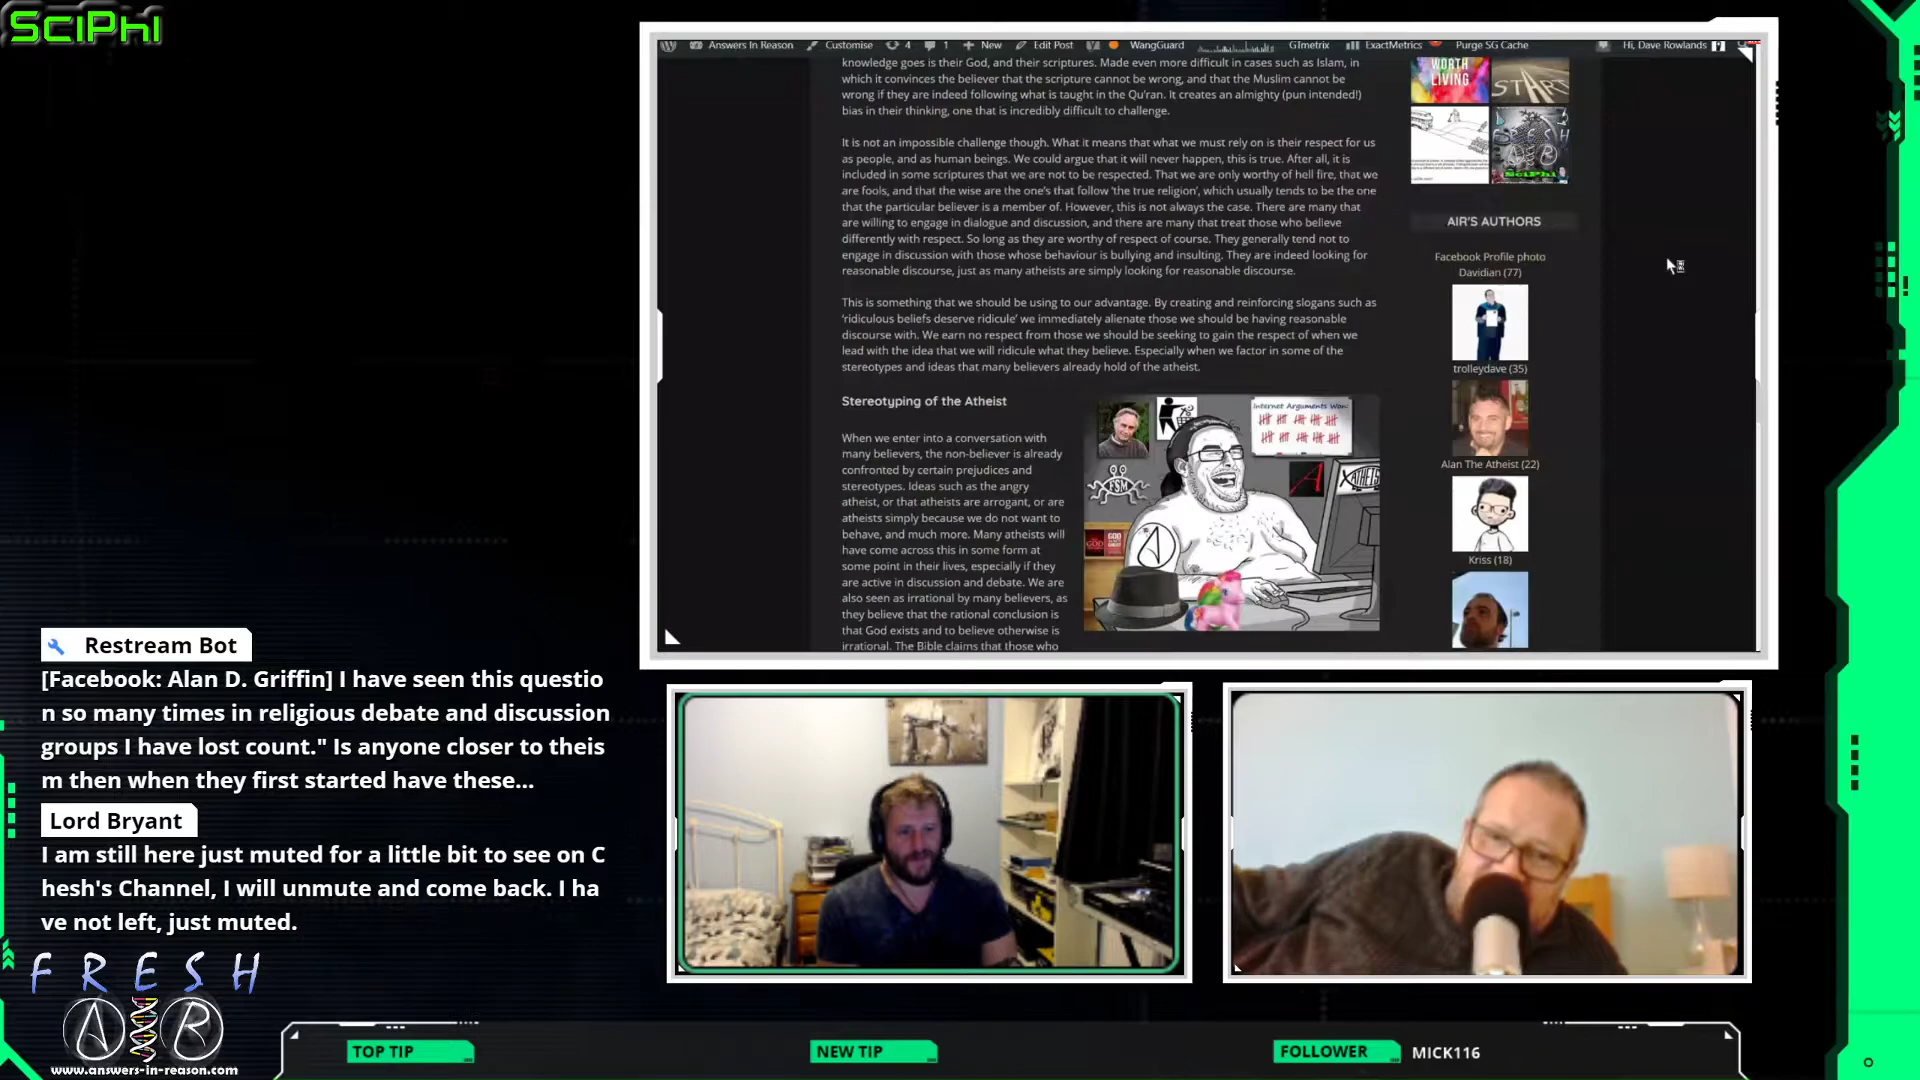 SCIPHI
Answers In Reason Customise 4 1 New Edit Post WangGuard GTmetrix ExactMetrics Purge SG Cache Hi, Dave Rowlands
knowledge goes is their God, and their scriptures. Made even more difficult in cases such as Islam, in
which it convinces the believer that the scripture cannot be wrong, and that the Muslim cannot be
wrong if they are indeed following what is taught in the Qu'ran. It creates an almighty (pun intended!)
bias in their thinking, one that is incredibly difficult to challenge.
It is not an impossible challenge though. What it means that what we must rely on is their respect for us
as people, and as human beings. We could argue that it will never happen, this is true. After all, it is
included in some scriptures that we are not to be respected. That we are only worthy of hell fire, that we
are fools, and that the wise are the one's that follow 'the true religion', which usually tends to be the one
that the particular believer is a member of. However, this is not always the case. There are many that
are willing to engage in dialogue and discussion, and there are many that treat those who believe
differently with respect. So long as they are worthy of respect of course. They generally tend not to
engage in discussion with those whose behaviour is bullying and insulting. They are indeed looking for
reasonable discourse, just as many atheists are simply looking for reasonable discourse.
This is something that we should be using to our advantage. By creating and reinforcing slogans such as
'ridiculous beliefs deserve ridicule' we immediately alienate those we should be having reasonable
discourse with. We earn no respect from those we should be seeking to gain the respect of when we
lead with the idea that we will ridicule what they believe. Especially when we factor in some of the
stereotypes and ideas that many believers already hold of the atheist.
Stereotyping of the Atheist
When we enter into a conversation with
many believers, the non-believer is already
confronted by certain prejudices and
stereotypes. Ideas such as the angry
atheist, or that atheists are arrogant, or are
atheists simply because we do not want to
behave, and much more. Many atheists will
have come across this in some form at
some point in their lives, especially if they
are active in discussion and debate. We are
also seen as irrational by many believers, as
they believe that the rational conclusion is
that God exists and to believe otherwise is
irrational. The Bible claims that those who
Internet Arguments Won:
FSM
A
ATHEIST
WORTH
LIVING
START
FRESH
SciPhi
AIR'S AUTHORS
Facebook Profile photo
Davidian (77)
trolleydave (35)
Alan The Atheist (22)
Kriss (18)
Restream Bot
[Facebook: Alan D. Griffin] I have seen this questio
n so many times in religious debate and discussion
groups I have lost count." Is anyone closer to theis
m then when they first started have these...
Lord Bryant
I am still here just muted for a little bit to see on C
hesh's Channel, I will unmute and come back. I ha
ve not left, just muted.
FRESH
A R
www.answers-in-reason.com
TOP TIP
NEW TIP
FOLLOWER MICK116